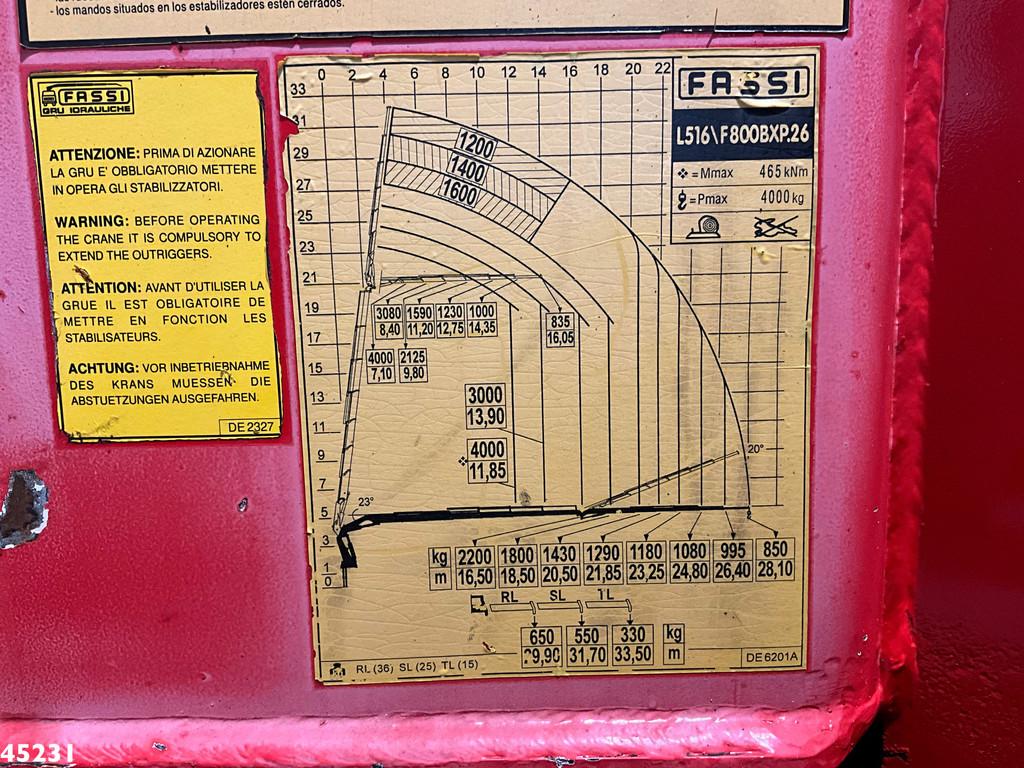 - los mandos situados en los estabilizadores estén cerrados.
FASSI
GRU IDRAULICHE
ATTENZIONE: PRIMA DI AZIONARE
LA GRU E' OBBLIGATORIO METTERE
IN OPERA GLI STABILIZZATORI.
WARNING: BEFORE OPERATING
THE CRANE IT IS COMPULSORY TO
EXTEND THE OUTRIGGERS.
ATTENTION: AVANT D'UTILISER LA
GRUE IL EST OBLIGATOIRE DE
METTRE EN FONCTION LES
STABILISATEURS.
ACHTUNG: VOR INBETRIEBNAHME
DES KRANS MUESSEN DIE
ABSTUETZUNGEN AUSGEFAHREN.
DE 2327
0 2 4 6 8 10 12 14 16 18 20 22
33
31
29
27
25
23
21
19
17
15
13
11
9
7
5
3
1
0
FASSI
L516\F800BXP.26
= Mmax 465 kNm
= Pmax 4000 kg
1200
1400
1600
3080 1590 1230 1000
8,40 11,20 12,75 14,35
835
16,05
4000 2125
7,10 9,80
3000
13,90
4000
11,85
20°
23°
kg 2200 1800 1430 1290 1180 1080 995 850
m 16,50 18,50 20,50 21,85 23,25 24,80 26,40 28,10
RL SL TL
650 550 330 kg
29,90 31,70 33,50 m
RL (36) SL (25) TL (15)
DE 6201A
45231